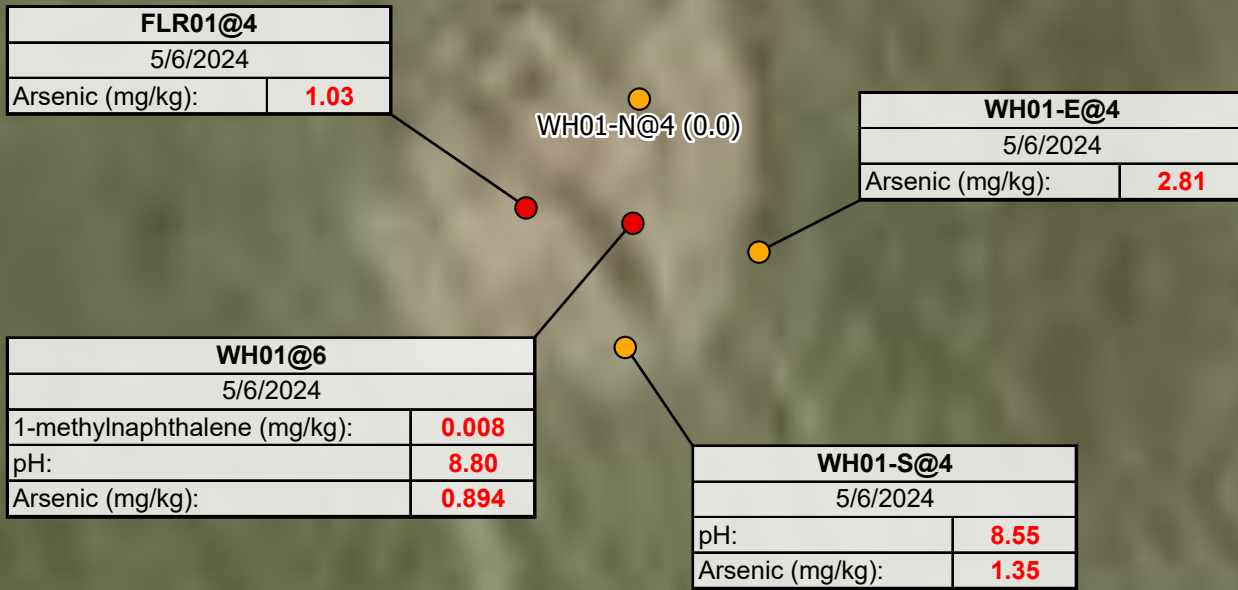 FLR01@4
5/6/2024
Arsenic (mg/kg): 1.03
WH01-N@4 (0.0)
WH01-E@4
5/6/2024
Arsenic (mg/kg): 2.81
WH01@6
5/6/2024
1-methylnaphthalene (mg/kg): 0.008
pH: 8.80
Arsenic (mg/kg): 0.894
WH01-S@4
5/6/2024
pH: 8.55
Arsenic (mg/kg): 1.35